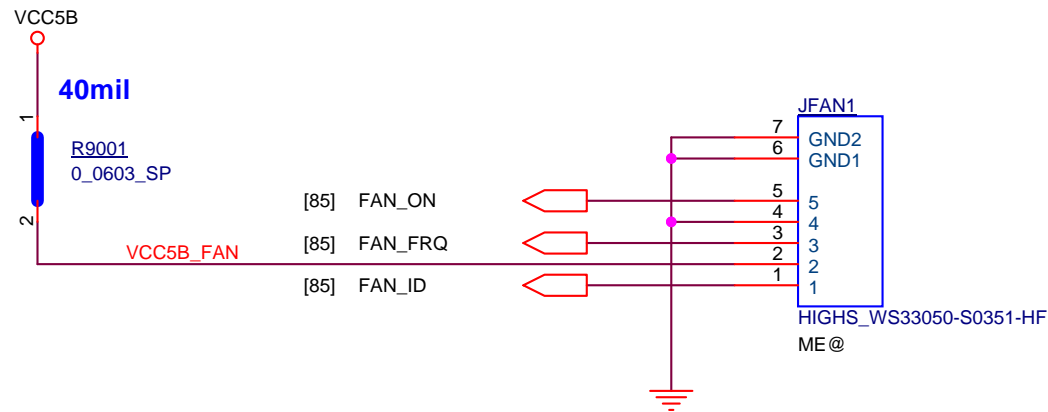 VCC5B
40mil
1
R9001
0_0603_SP
2
VCC5B_FAN
[85] FAN_ON
[85] FAN_FRQ
[85] FAN_ID
JFAN1
7 GND2
6 GND1
5 5
4 4
3 3
2 2
1 1
HIGHS_WS33050-S0351-HF
ME@